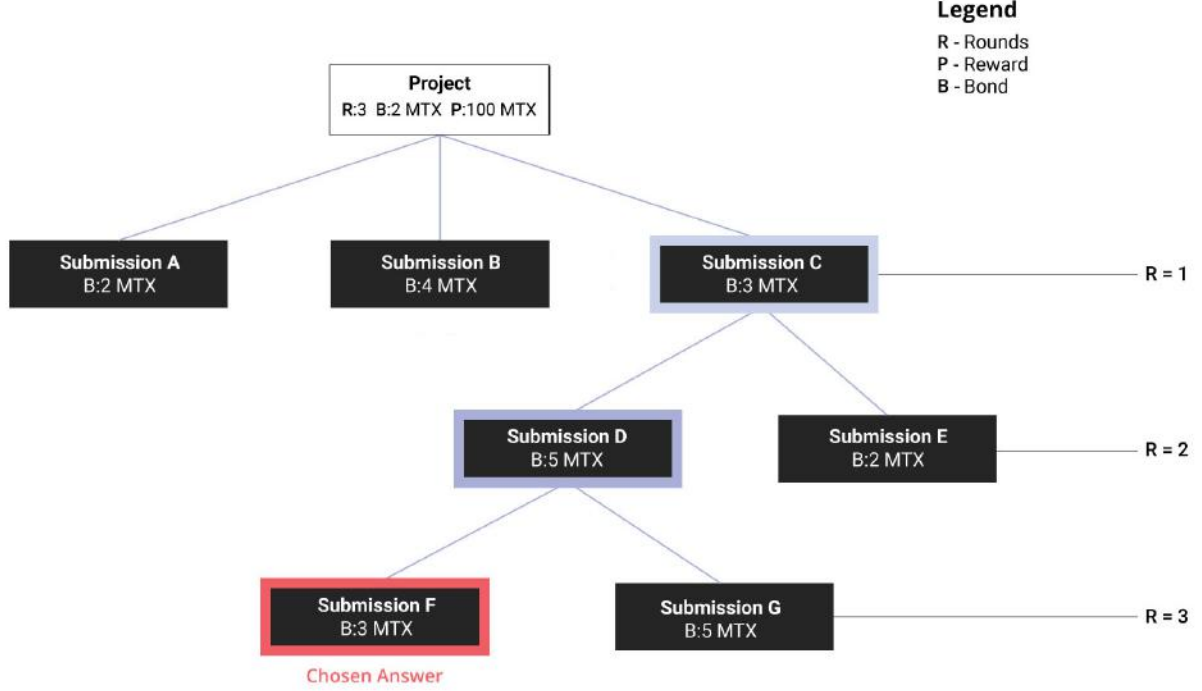 Legend
R - Rounds
P - Reward
B - Bond
Project
R:3 B:2 MTX P:100 MTX
Submission A
B:2 MTX
Submission B
B:4 MTX
Submission C
B:3 MTX
R = 1
Submission D
B:5 MTX
Submission E
B:2 MTX
R = 2
Submission F
B:3 MTX
Submission G
B:5 MTX
R = 3
Chosen Answer